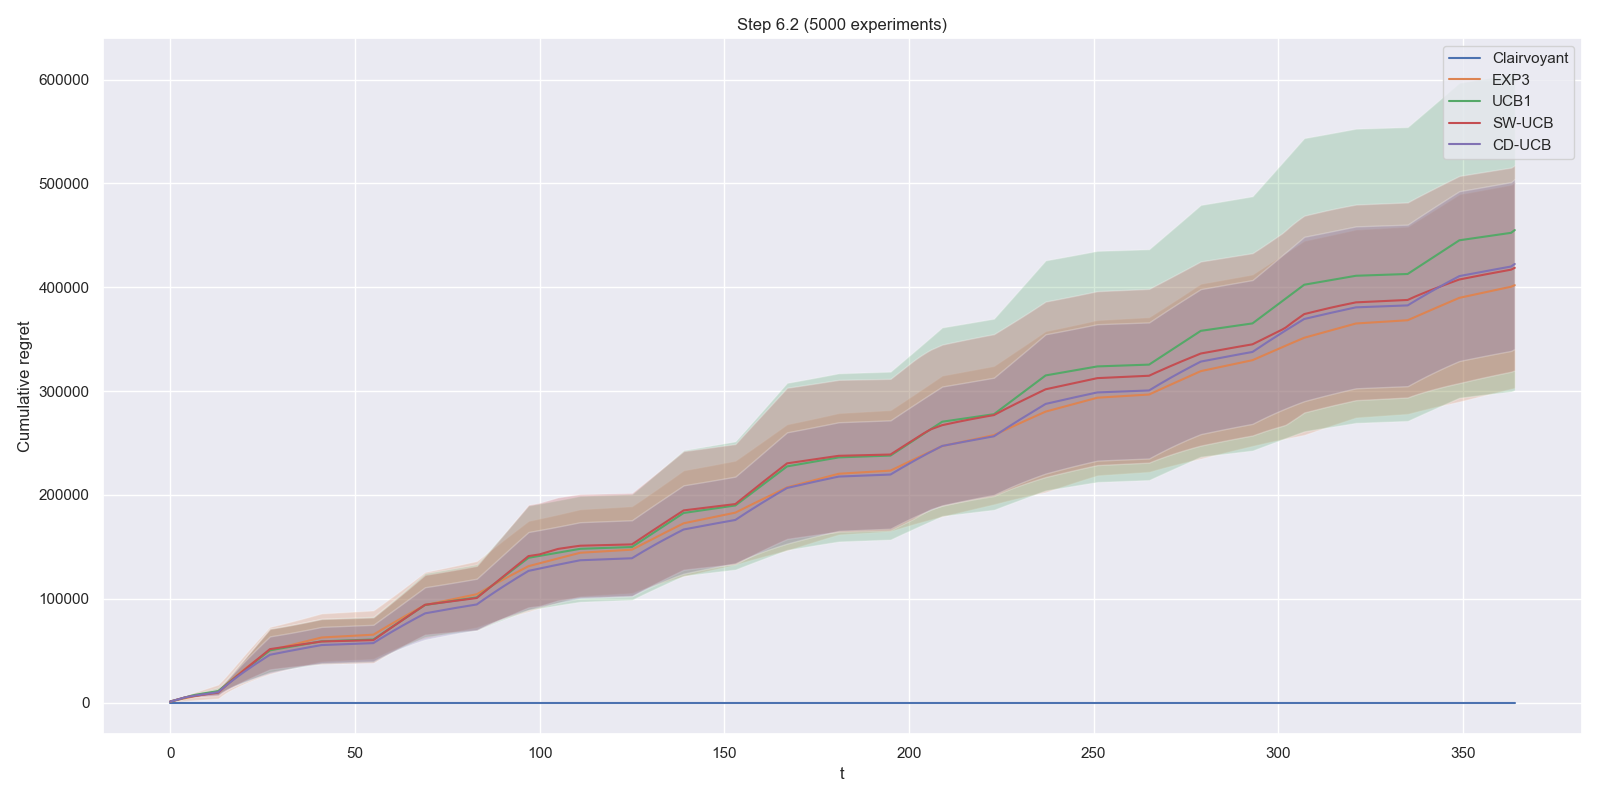 Step 6.2 (5000 experiments)
Clairvoyant
EXP3
UCB1
SW-UCB
CD-UCB
600000
500000
400000
300000
200000
100000
0
Cumulative regret
0 50 100 150 200 250 300 350
t